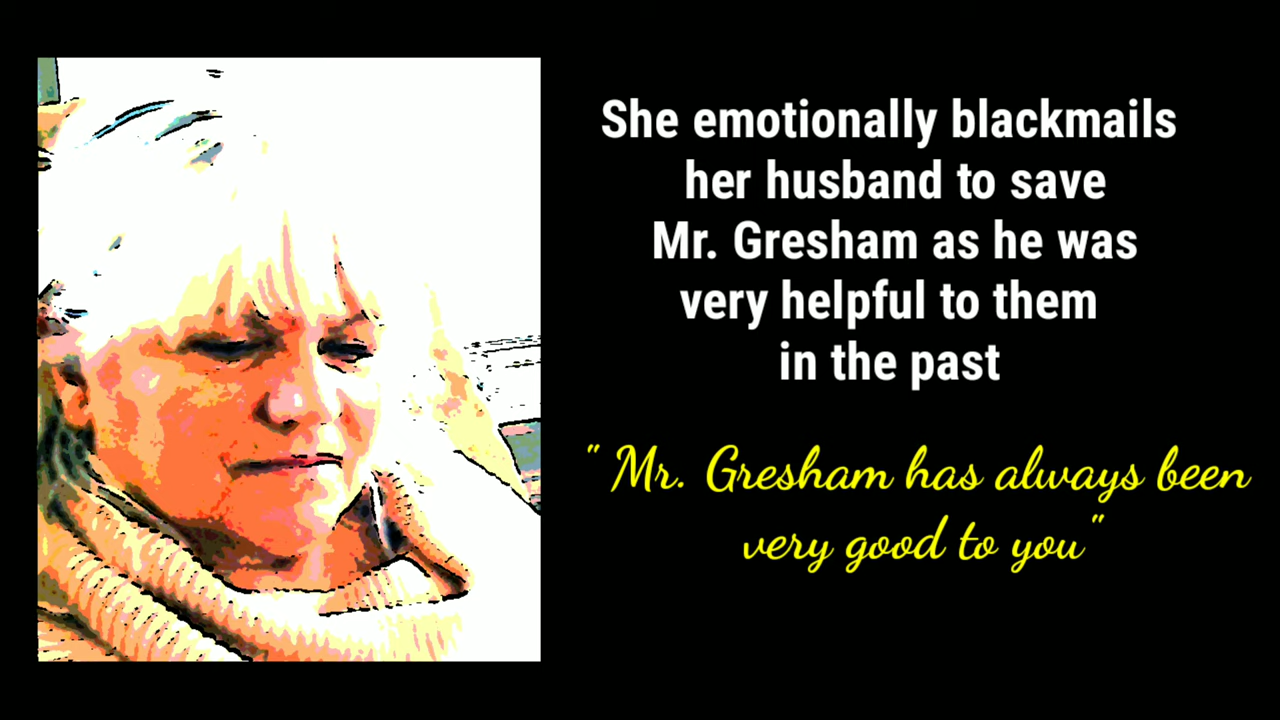 She emotionally blackmails
her husband to save
Mr. Gresham as he was
very helpful to them
in the past
" Mr. Gresham has always been
very good to you"